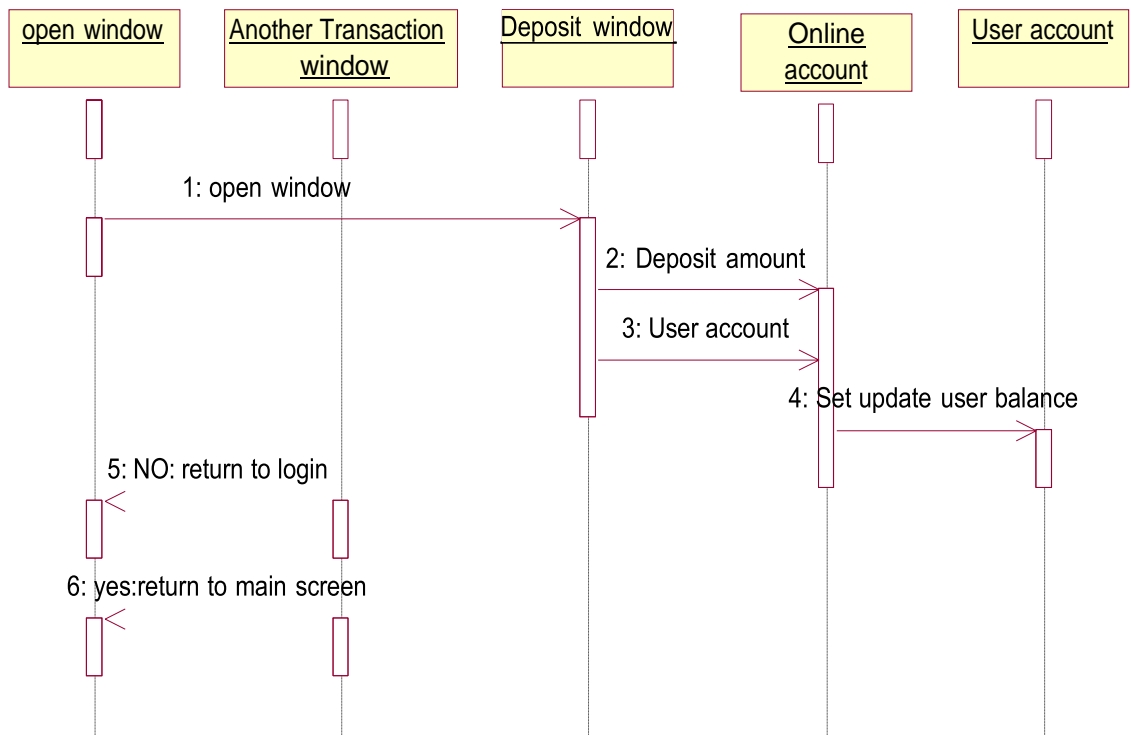 open window
Another Transaction
window
Deposit window
Online
account
User account
1: open window
2: Deposit amount
3: User account
4: Set update user balance
5: NO: return to login
6: yes:return to main screen